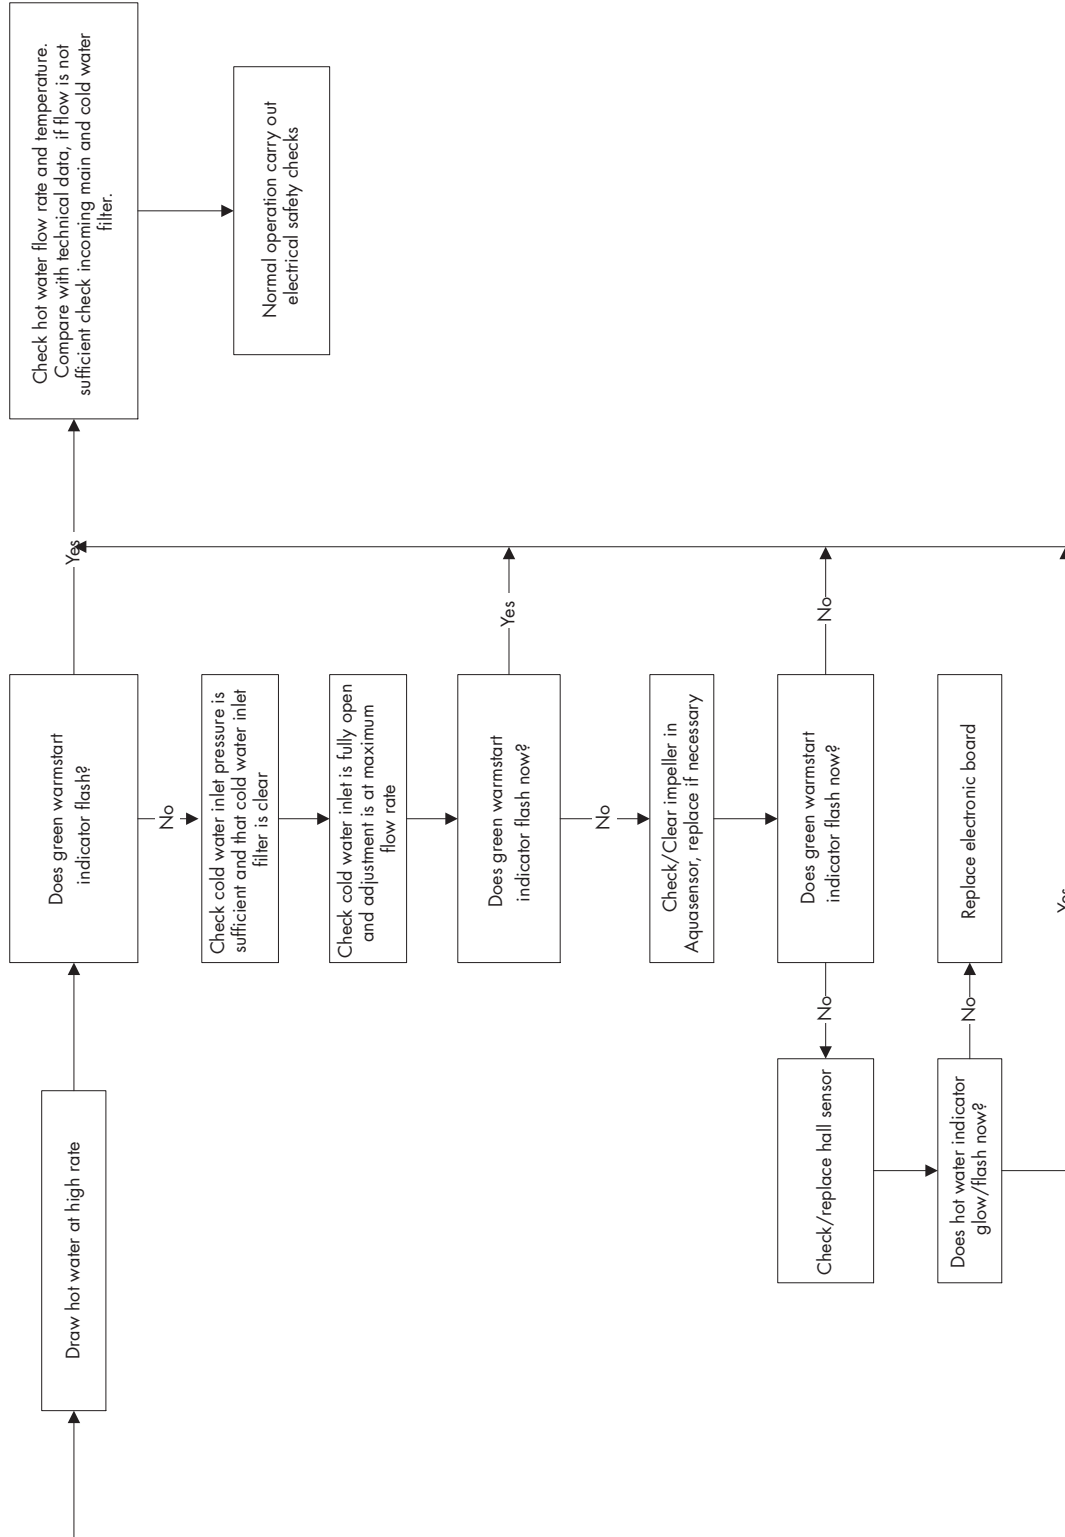 Draw hot water at high rate
Does green warmstart
indicator flash?
Yes
Check hot water flow rate and temperature.
Compare with technical data, if flow is not
sufficient check incoming main and cold water
filter.
Normal operation carry out
electrical safety checks
No
Check cold water inlet pressure is
sufficient and that cold water inlet
filter is clear
Check cold water inlet is fully open
and adjustment is at maximum
flow rate
Does green warmstart
indicator flash now?
Yes
No
Check/Clear impeller in
Aquasensor, replace if necessary
Does green warmstart
indicator flash now?
No
No
Check/replace hall sensor
Does hot water indicator
glow/flash now?
No
Replace electronic board
Yes